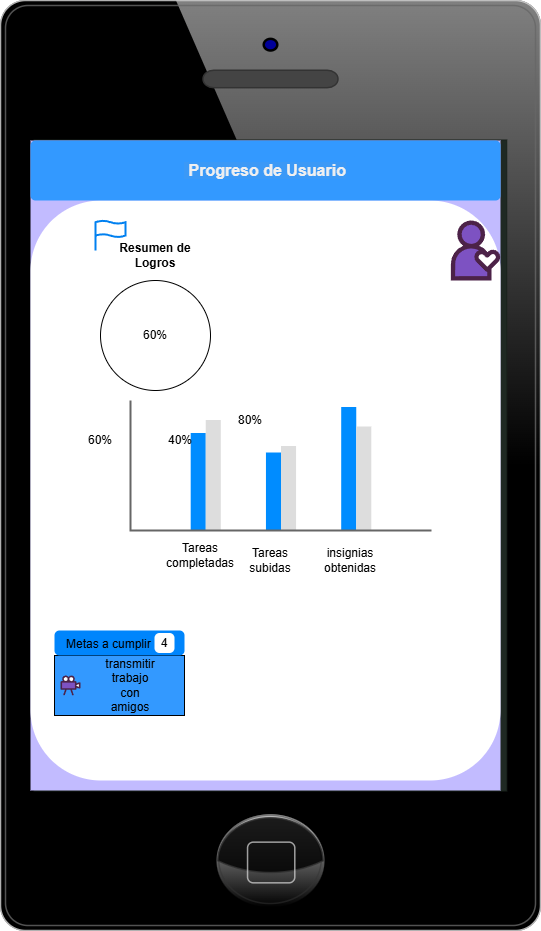 Progreso de Usuario
Resumen de
Logros
60%
80%
60%
40%
Tareas
completadas
Tareas
subidas
insignias
obtenidas
Metas a cumplir 4
transmitir
trabajo
con
amigos